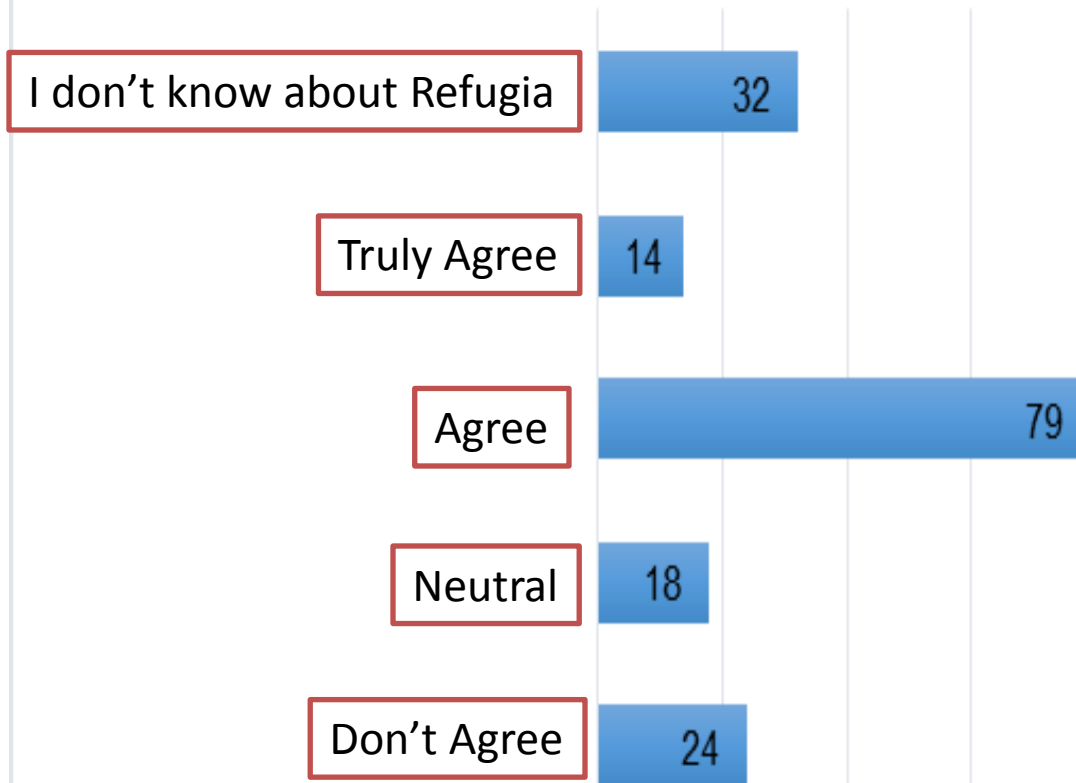 I don’t know about Refugia 32
Truly Agree 14
Agree 79
Neutral 18
Don’t Agree 24